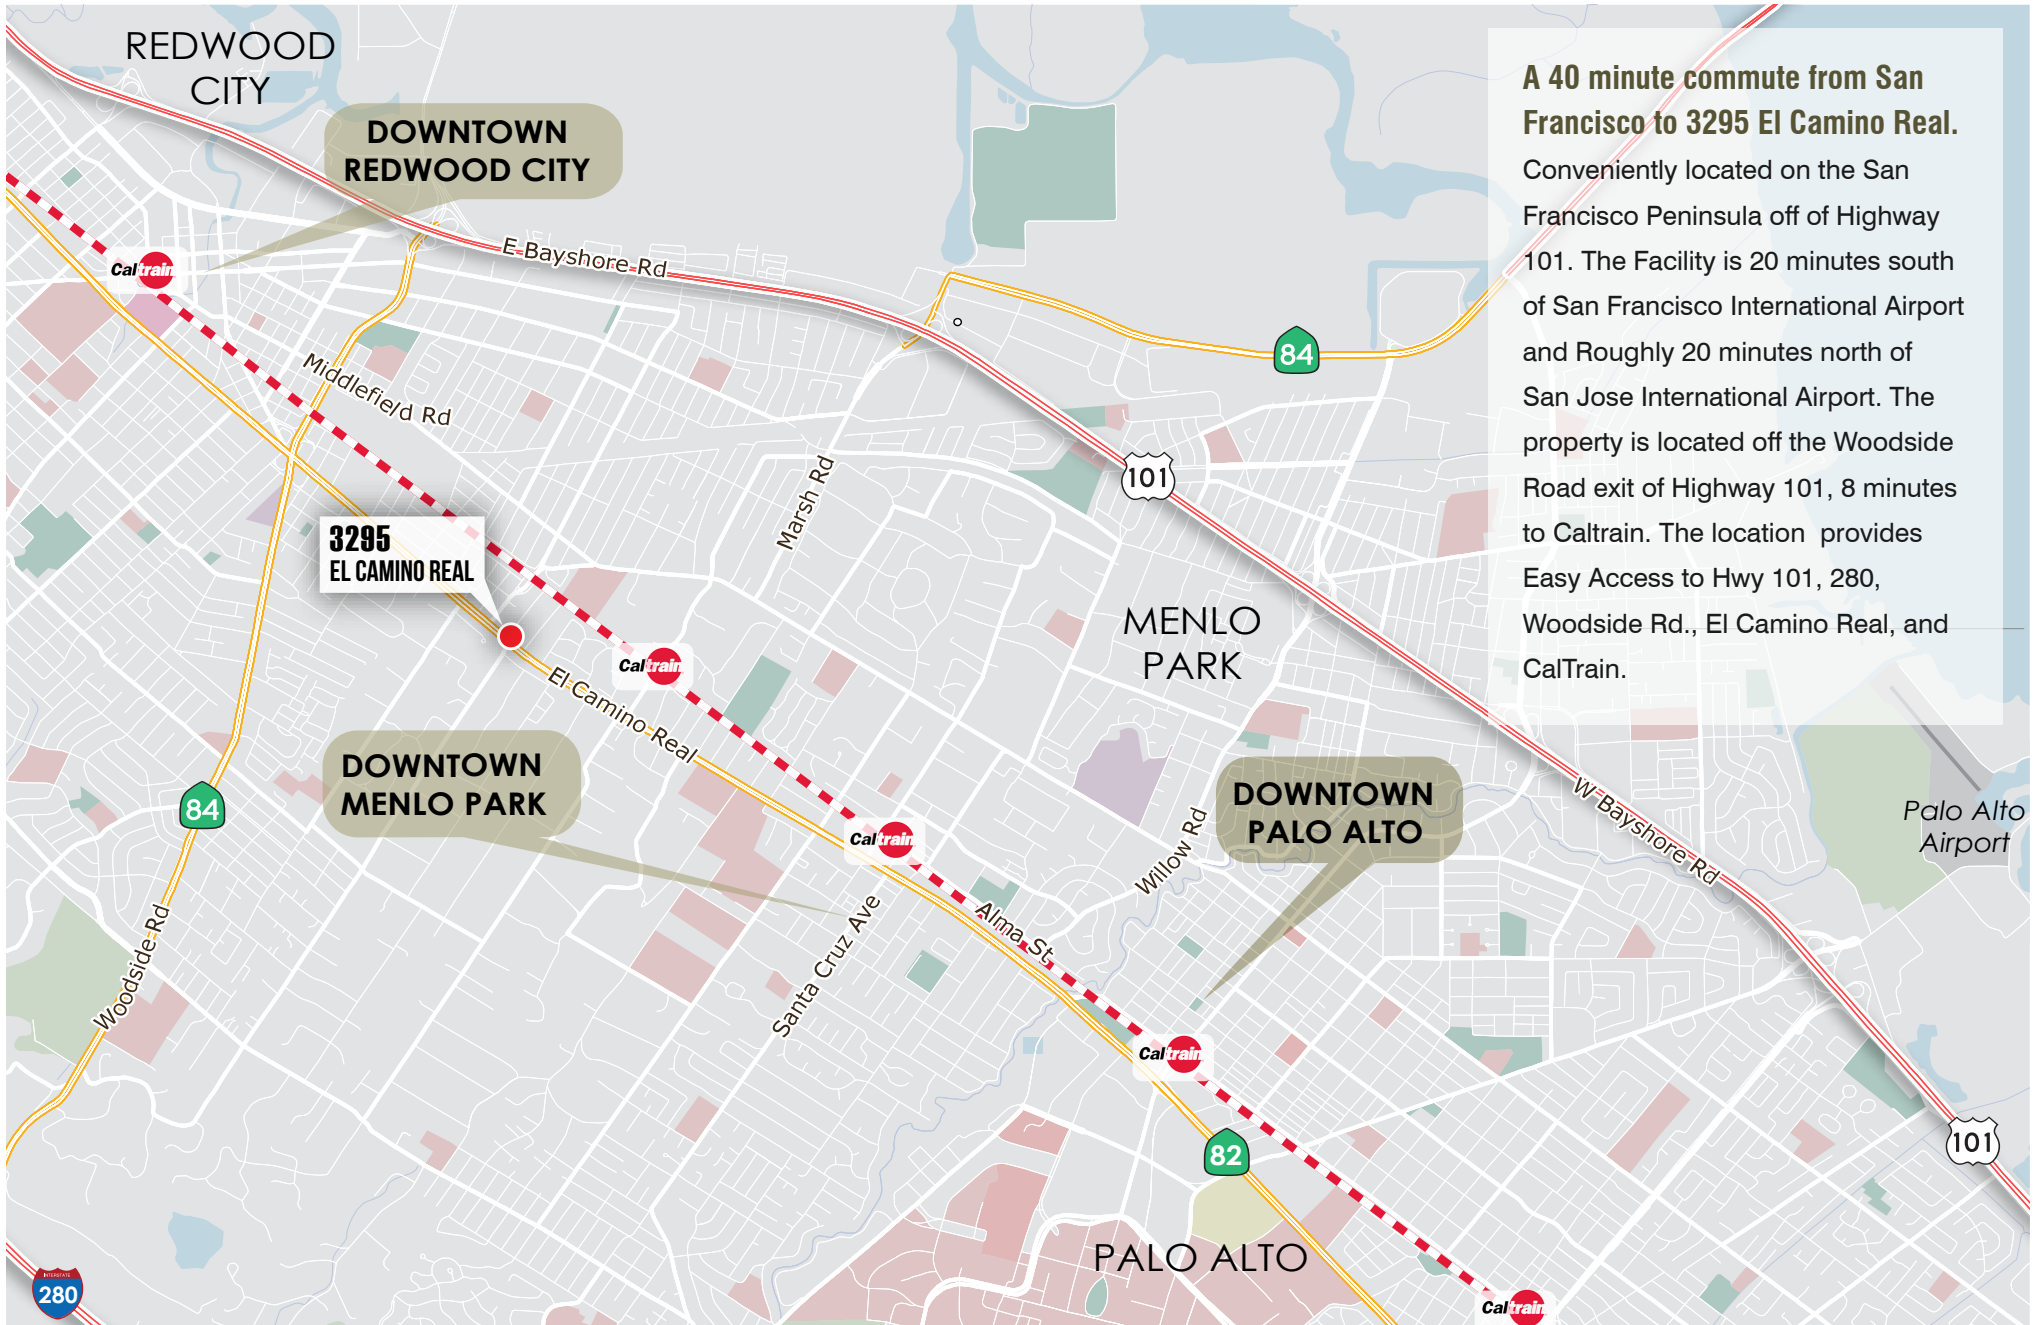 REDWOOD
CITY
DOWNTOWN
REDWOOD CITY
A 40 minute commute from San
Francisco to 3295 El Camino Real.
Conveniently located on the San
Francisco Peninsula off of Highway
101. The Facility is 20 minutes south
of San Francisco International Airport
and Roughly 20 minutes north of
San Jose International Airport. The
property is located off the Woodside
Road exit of Highway 101, 8 minutes
to Caltrain. The location  provides
Easy Access to Hwy 101, 280,
Woodside Rd., El Camino Real, and
CalTrain.
Caltrain
E Bayshore Rd
84
Middlefield Rd
Marsh Rd
101
3295
EL CAMINO REAL
MENLO
PARK
Caltrain
El Camino Real
DOWNTOWN
MENLO PARK
84
DOWNTOWN
PALO ALTO
W Bayshore Rd
Palo Alto
Airport
Caltrain
Willow Rd
Woodside Rd
Santa Cruz Ave
Alma St
Caltrain
82
101
PALO ALTO
INTERSTATE
280
Caltrain